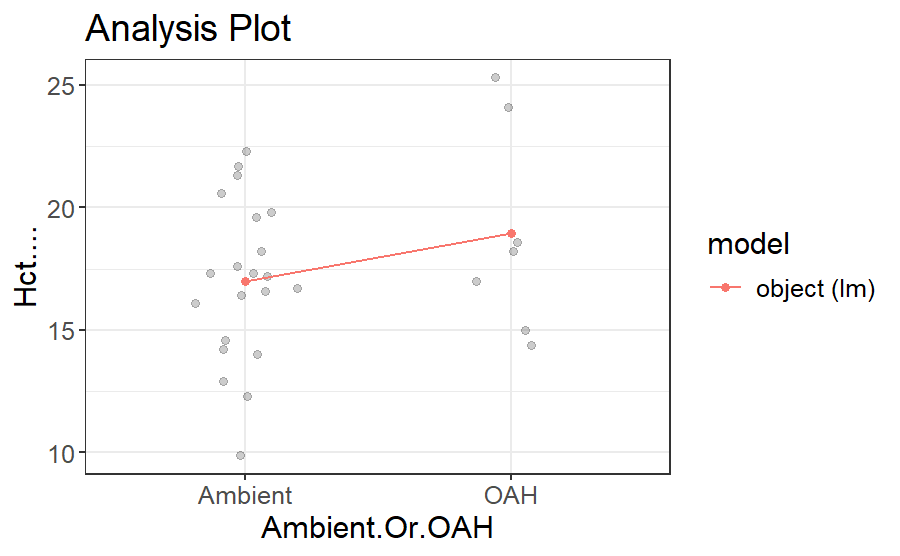 Analysis Plot
25
20
15
10
Hct....
Ambient
OAH
Ambient.Or.OAH
model
object (lm)